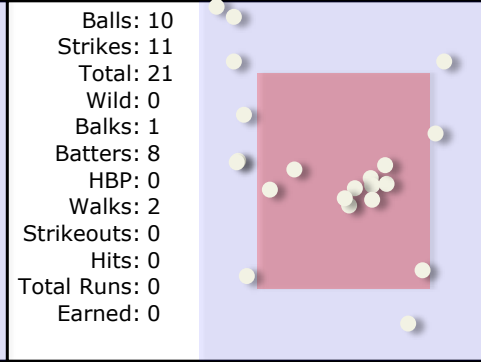 Balls: 10
Strikes: 11
Total: 21
Wild: 0
Balks: 1
Batters: 8
HBP: 0
Walks: 2
Strikeouts: 0
Hits: 0
Total Runs: 0
Earned: 0